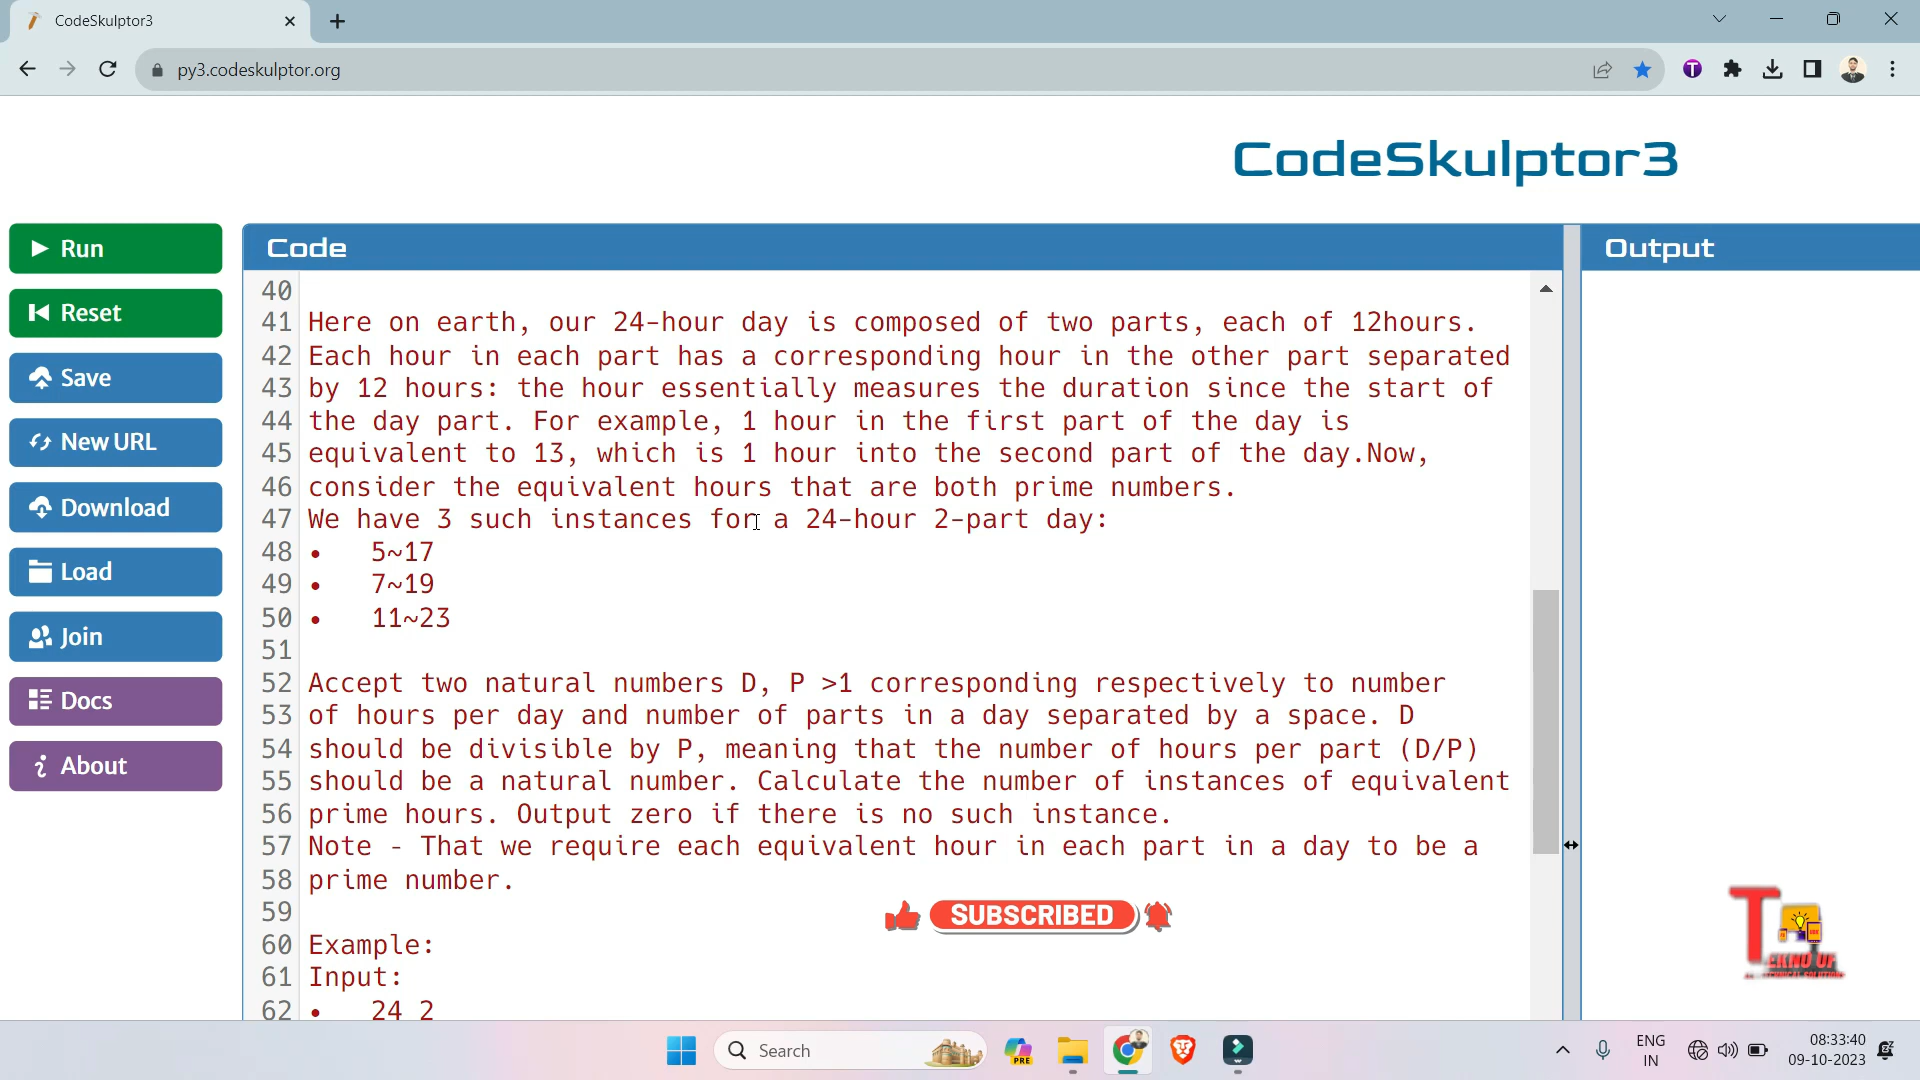 CodeSkulptor3
py3.codeskulptor.org
CodeSkulptor3
Run
Reset
Save
New URL
Download
Load
Join
Docs
About
Code
Output
40
41 Here on earth, our 24-hour day is composed of two parts, each of 12hours.
42 Each hour in each part has a corresponding hour in the other part separated
43 by 12 hours: the hour essentially measures the duration since the start of
44 the day part. For example, 1 hour in the first part of the day is
45 equivalent to 13, which is 1 hour into the second part of the day.Now,
46 consider the equivalent hours that are both prime numbers.
47 We have 3 such instances for a 24-hour 2-part day:
48 • 5~17
49 • 7~19
50 • 11~23
51
52 Accept two natural numbers D, P >1 corresponding respectively to number
53 of hours per day and number of parts in a day separated by a space. D
54 should be divisible by P, meaning that the number of hours per part (D/P)
55 should be a natural number. Calculate the number of instances of equivalent
56 prime hours. Output zero if there is no such instance.
57 Note - That we require each equivalent hour in each part in a day to be a
58 prime number.
59
60 Example:
61 Input:
62 • 24 2
SUBSCRIBED
Search
PRE
ENG
IN
08:33:40
09-10-2023